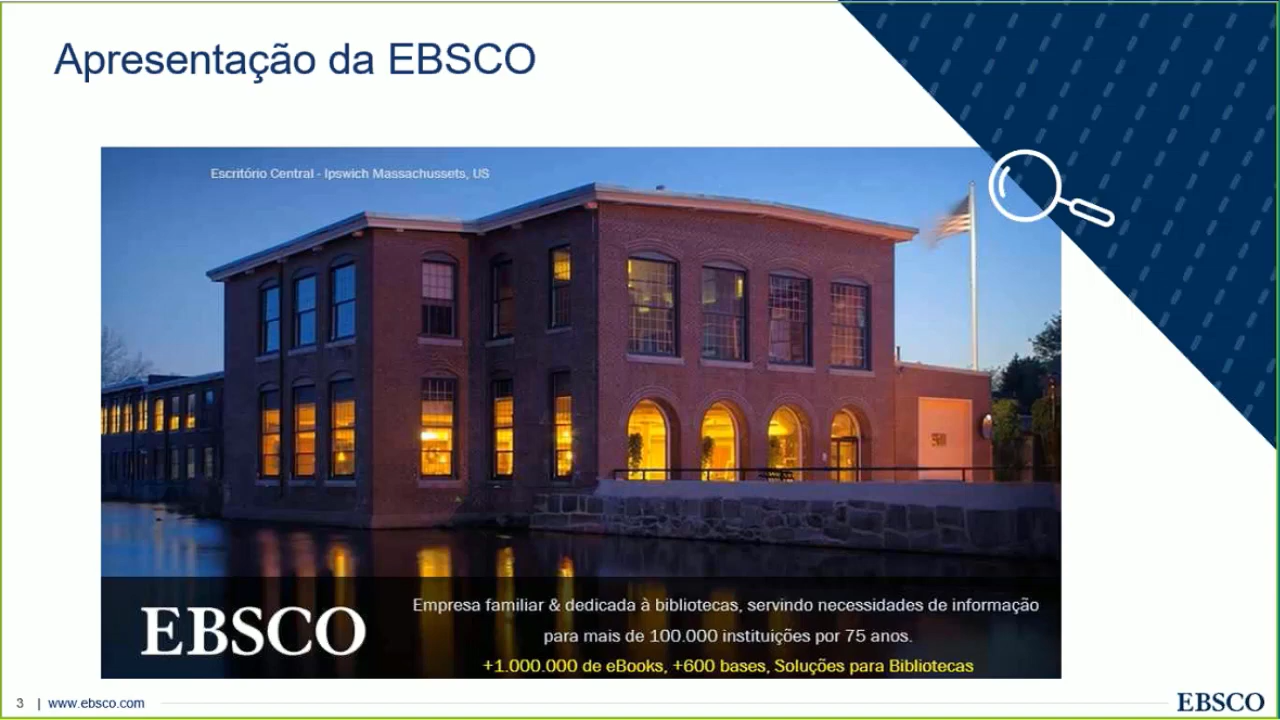 Apresentação da EBSCO
Escritório Central - Ipswich Massachussets, US
EBSCO
Empresa familiar & dedicada à bibliotecas, servindo necessidades de informação
para mais de 100.000 instituições por 75 anos.
+1.000.000 de eBooks, +600 bases, Soluções para Bibliotecas
3 | www.ebsco.com
EBSCO